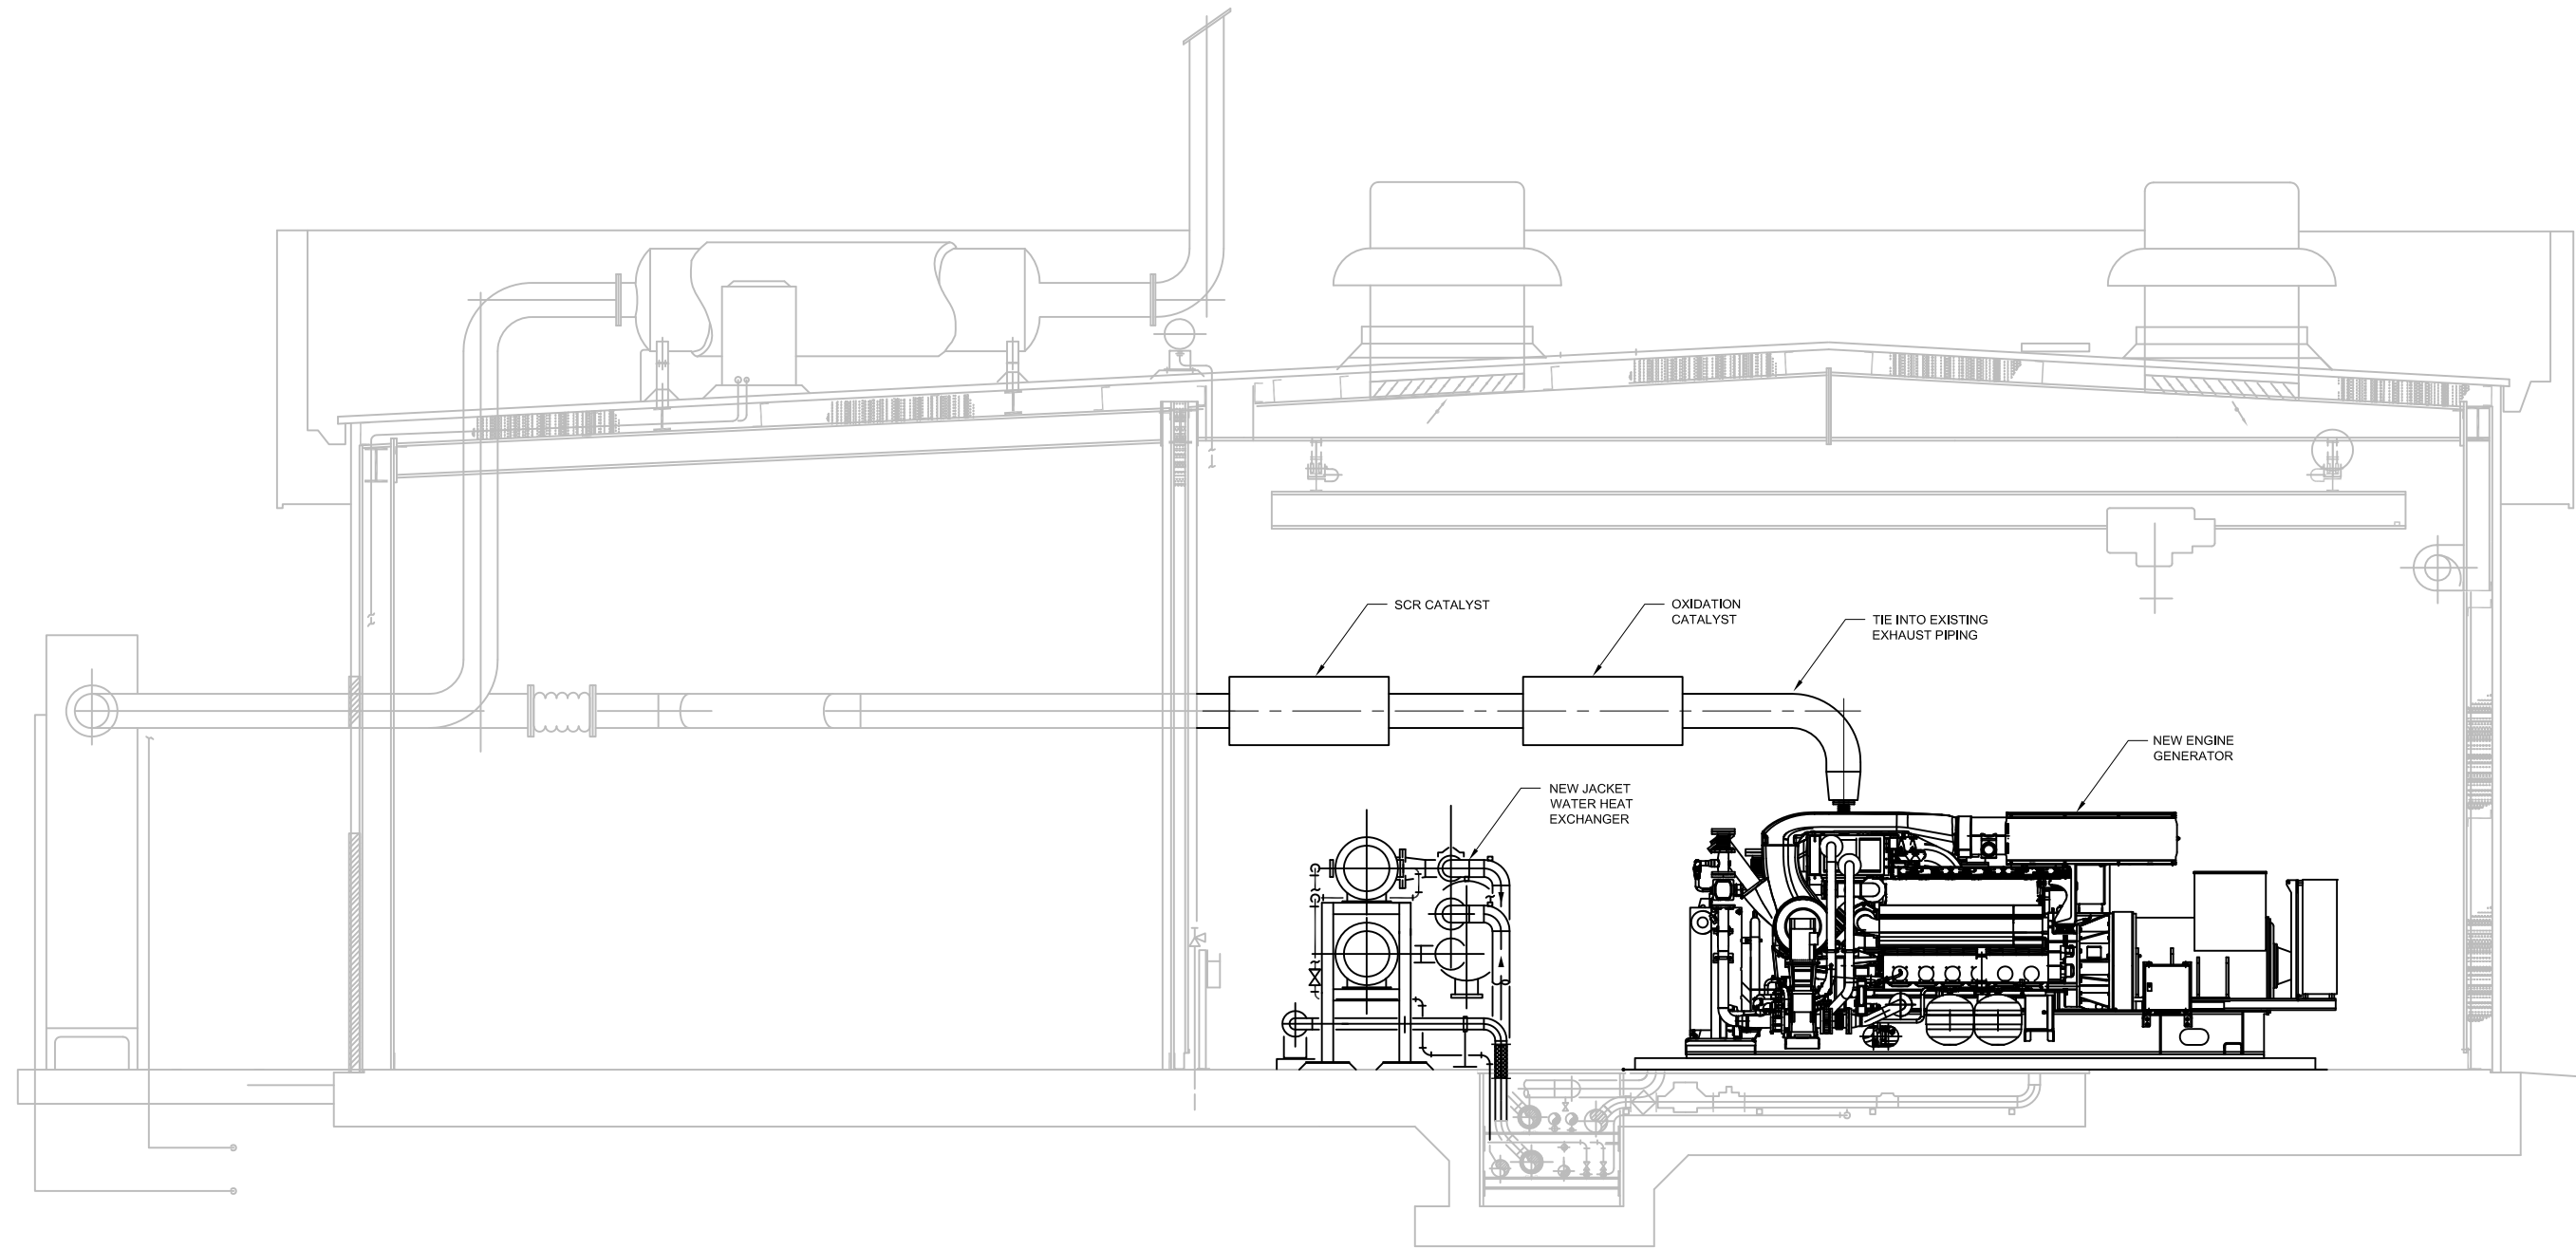 SCR CATALYST
OXIDATION
CATALYST
TIE INTO EXISTING
EXHAUST PIPING
NEW ENGINE
GENERATOR
NEW JACKET
WATER HEAT
EXCHANGER